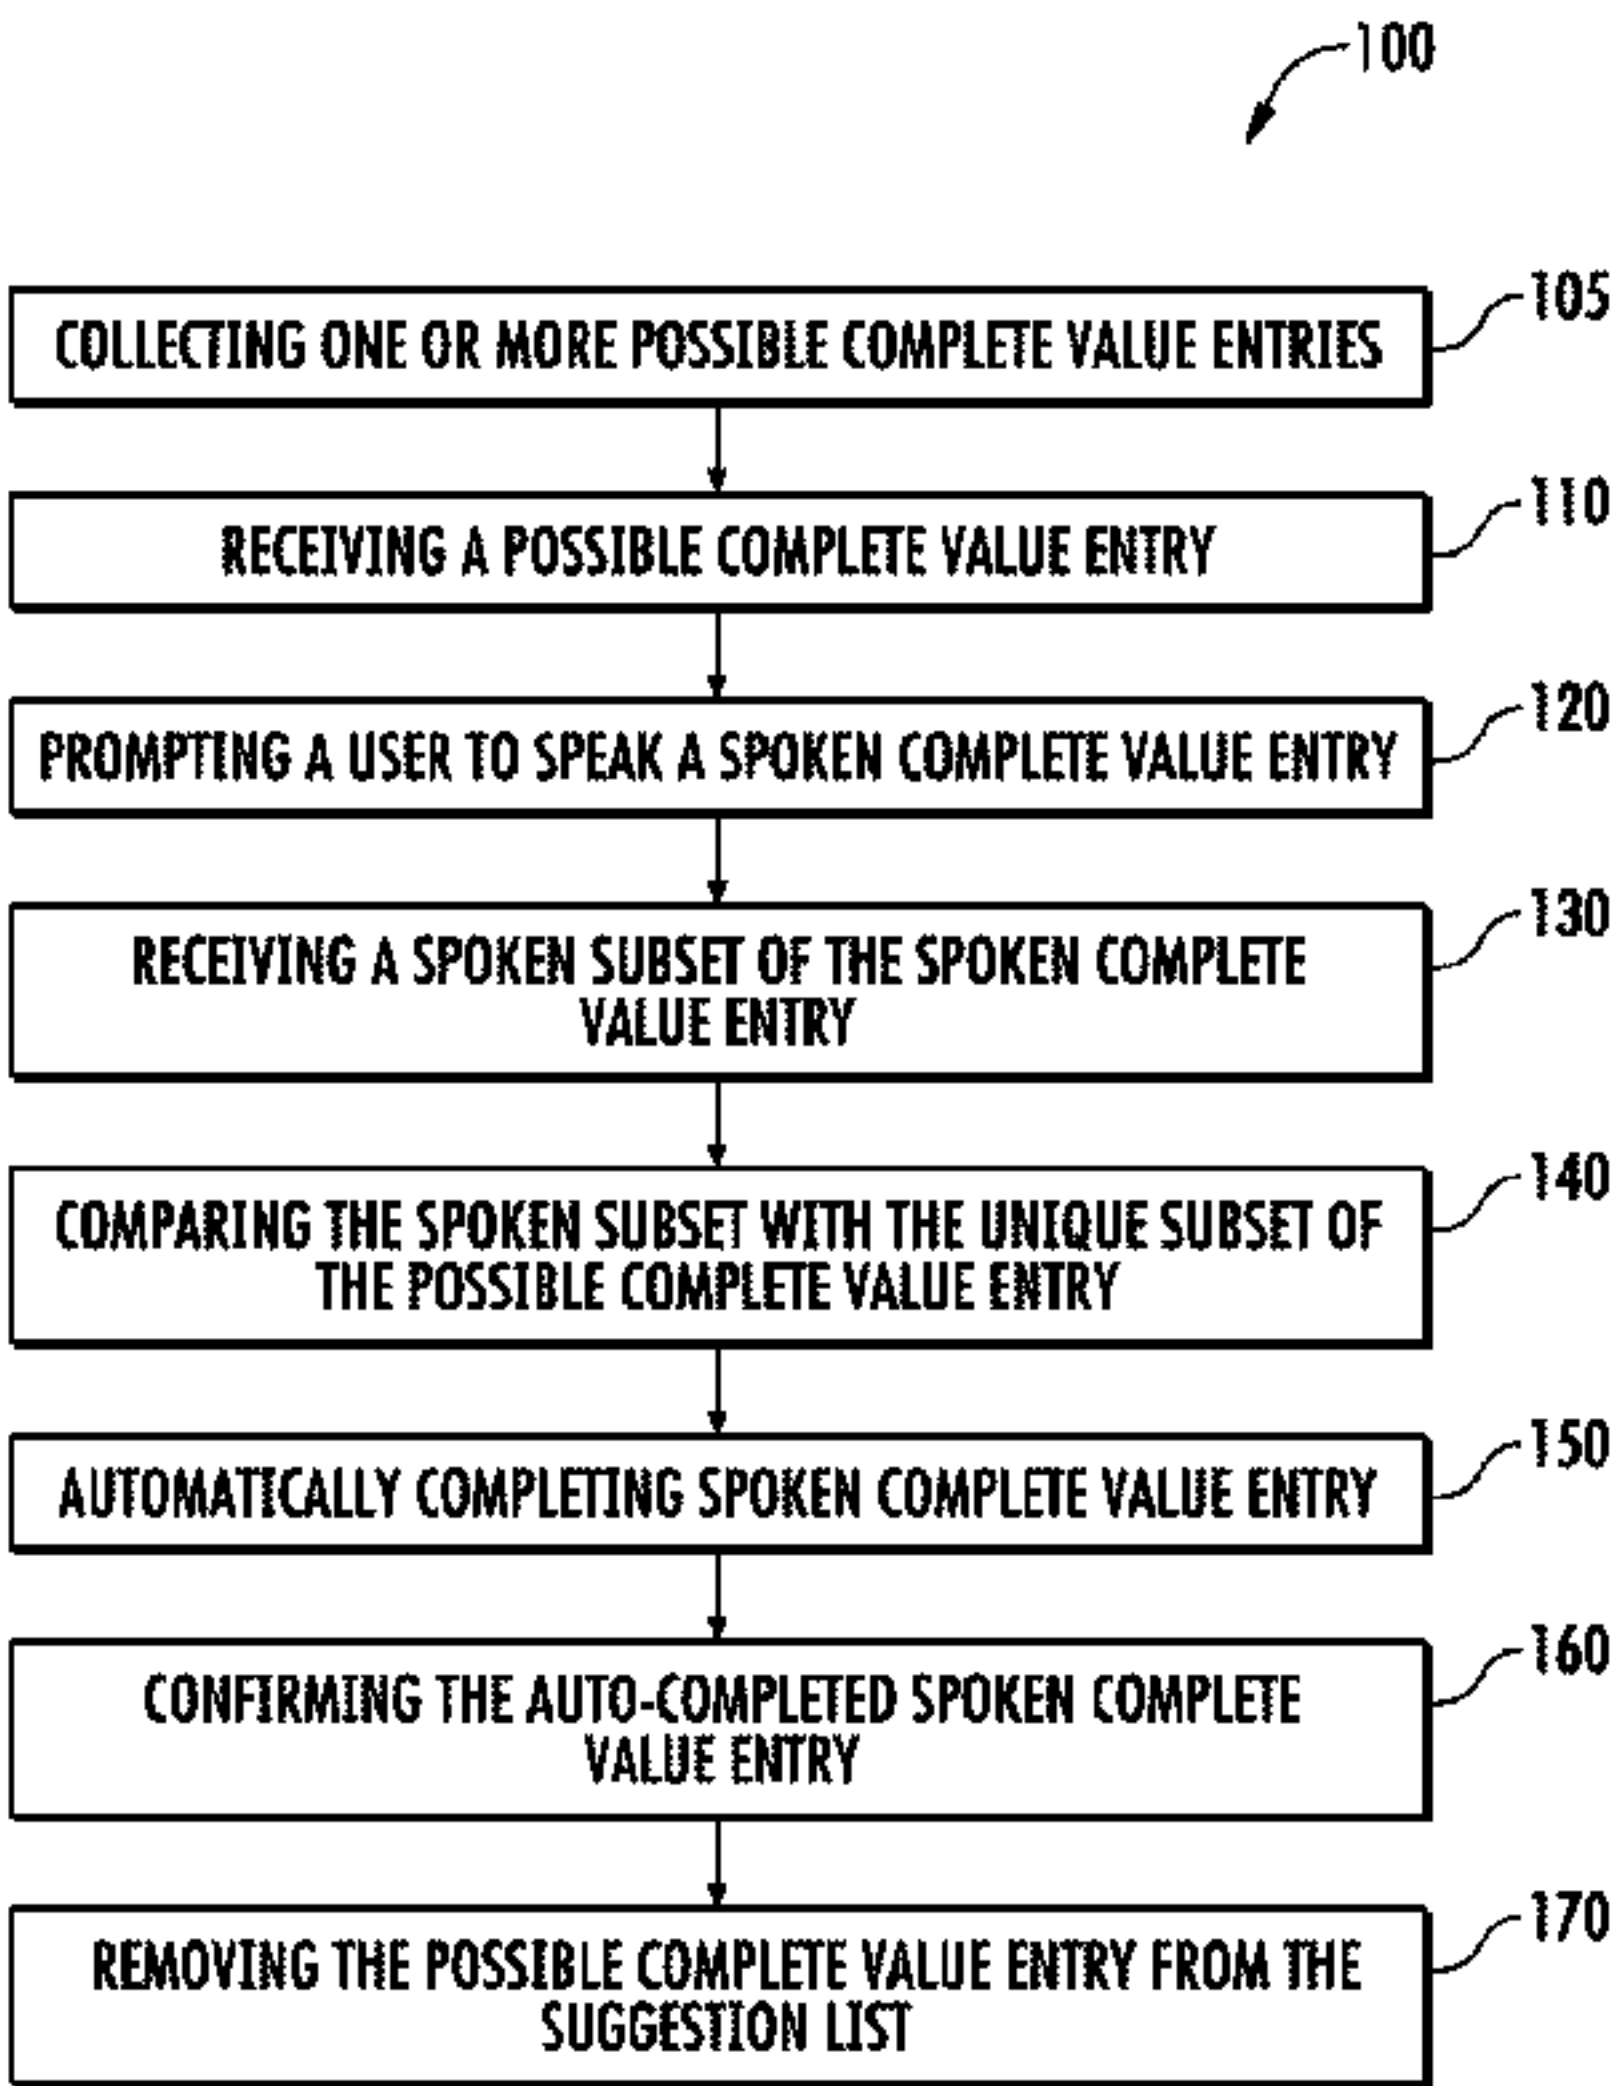 100
COLLECTING ONE OR MORE POSSIBLE COMPLETE VALUE ENTRIES
105
RECEIVING A POSSIBLE COMPLETE VALUE ENTRY
110
PROMPTING A USER TO SPEAK A SPOKEN COMPLETE VALUE ENTRY
120
RECEIVING A SPOKEN SUBSET OF THE SPOKEN COMPLETE
VALUE ENTRY
130
COMPARING THE SPOKEN SUBSET WITH THE UNIQUE SUBSET OF
THE POSSIBLE COMPLETE VALUE ENTRY
140
AUTOMATICALLY COMPLETING SPOKEN COMPLETE VALUE ENTRY
150
CONFIRMING THE AUTO-COMPLETED SPOKEN COMPLETE
VALUE ENTRY
160
REMOVING THE POSSIBLE COMPLETE VALUE ENTRY FROM THE
SUGGESTION LIST
170